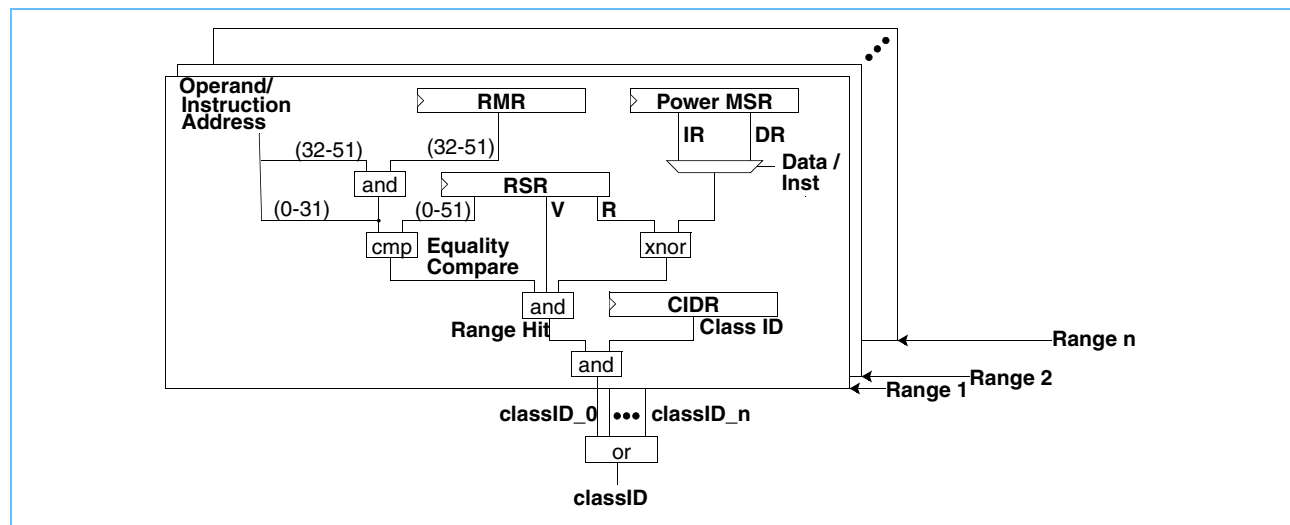 Operand/
Instruction
Address
RMR
Power MSR
IR
DR
(32-51)
(32-51)
Data /
Inst
and
RSR
(0-31)
(0-51)
V
R
cmp
Equality
Compare
xnor
and
CIDR
Range Hit
Class ID
and
Range n
Range 2
Range 1
classID_0
classID_n
or
classID